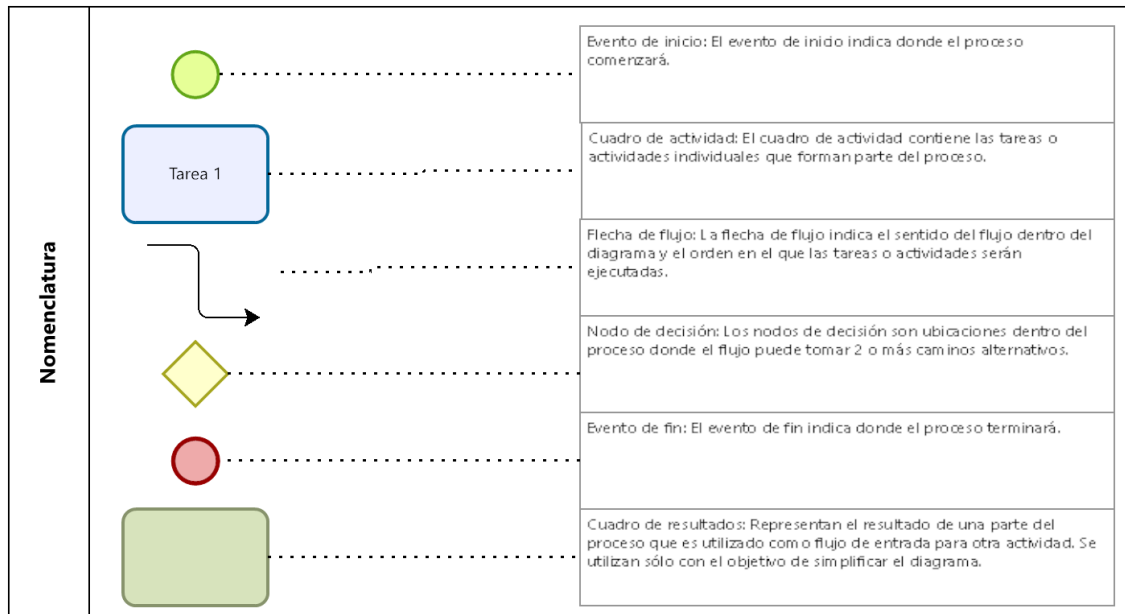 Nomenclatura
Evento de inicio: El evento de inicio indica donde el proceso
comenzará.
Tarea 1
Cuadro de actividad: El cuadro de actividad contiene las tareas o
actividades individuales que forman parte del proceso.
Flecha de flujo: La flecha de flujo indica el sentido del flujo dentro del
diagrama y el orden en el que las tareas o actividades serán
ejecutadas.
Nodo de decisión: Los nodos de decisión son ubicaciones dentro del
proceso donde el flujo puede tomar 2 o más caminos alternativos.
Evento de fin: El evento de fin indica donde el proceso terminará.
Cuadro de resultados: Representan el resultado de una parte del
proceso que es utilizado como flujo de entrada para otra actividad. Se
utilizan sólo con el objetivo de simplificar el diagrama.